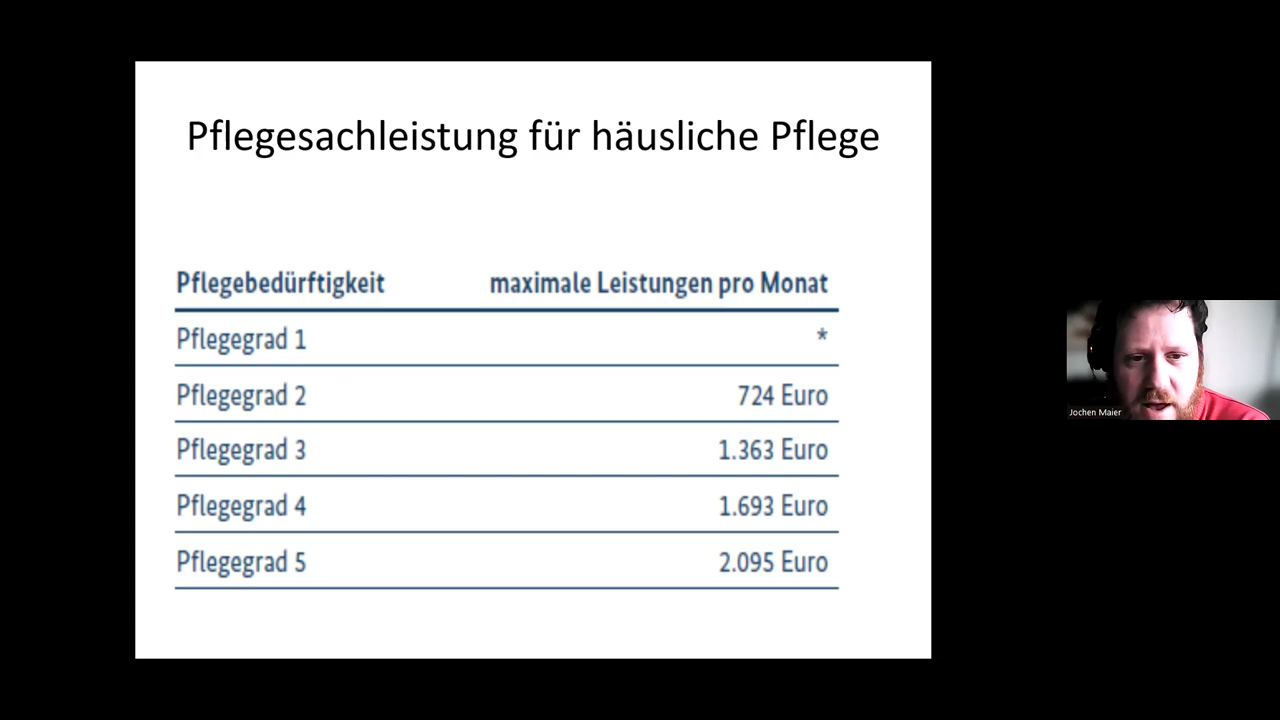 Pflegesachleistung für häusliche Pflege
Pflegebedürftigkeit maximale Leistungen pro Monat
Pflegegrad 1 *
Pflegegrad 2 724 Euro
Pflegegrad 3 1.363 Euro
Pflegegrad 4 1.693 Euro
Pflegegrad 5 2.095 Euro
Jochen Maier